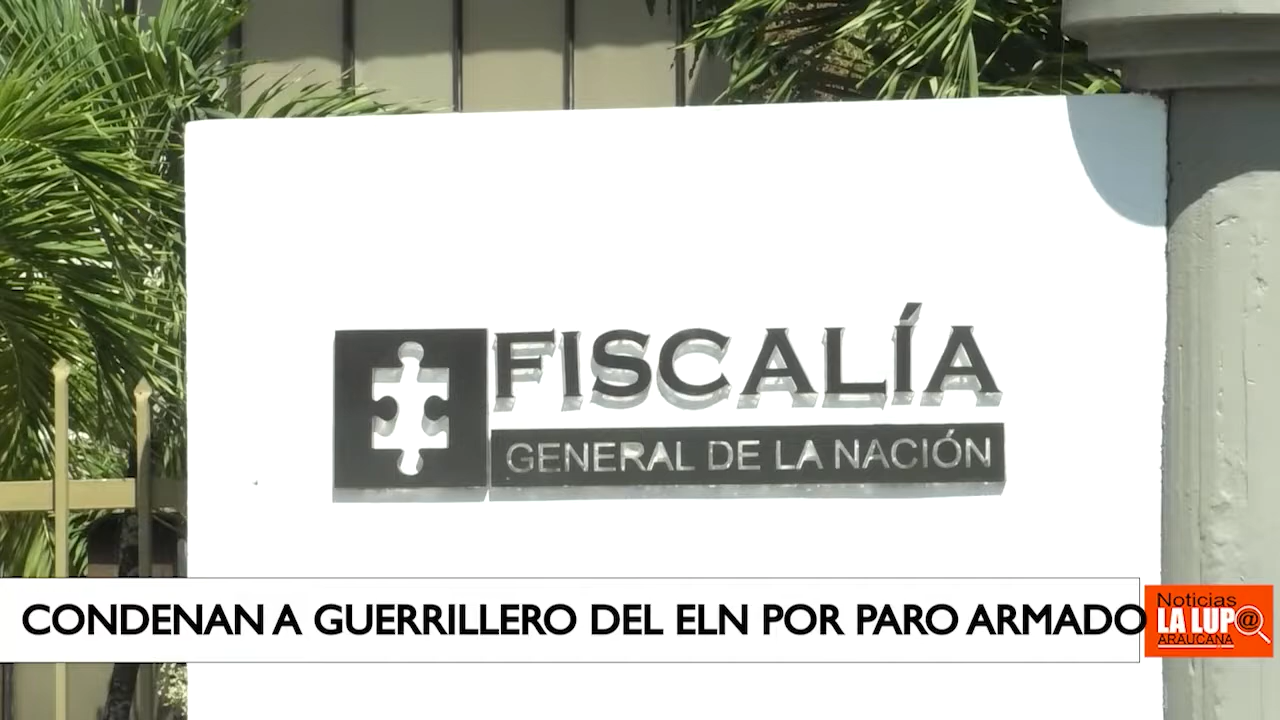 FISCALÍA
GENERAL DE LA NACIÓN
CONDENAN A GUERRILLERO DEL ELN POR PARO ARMADO
Noticias
LA LUP@
ARAUCANA